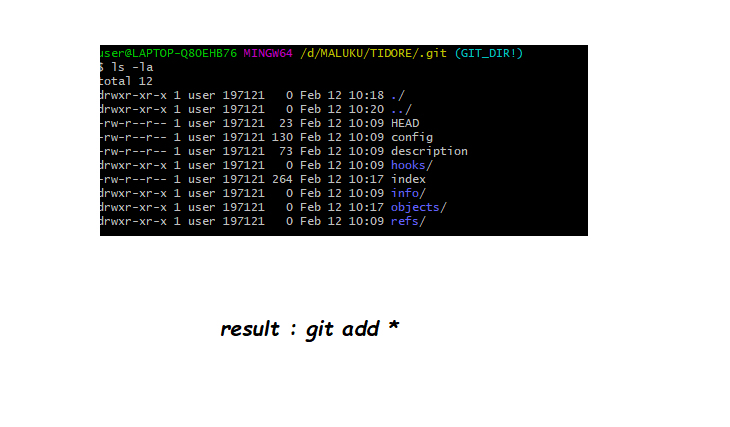 user@LAPTOP-Q8OEHB76 MINGW64 /d/MALUKU/TIDORE/.git (GIT_DIR!)
$ ls -la
total 12
drwxr-xr-x 1 user 197121   0 Feb 12 10:18 ./
drwxr-xr-x 1 user 197121   0 Feb 12 10:20 ../
-rw-r--r-- 1 user 197121  23 Feb 12 10:09 HEAD
-rw-r--r-- 1 user 197121 130 Feb 12 10:09 config
-rw-r--r-- 1 user 197121  73 Feb 12 10:09 description
drwxr-xr-x 1 user 197121   0 Feb 12 10:09 hooks/
-rw-r--r-- 1 user 197121 264 Feb 12 10:17 index
drwxr-xr-x 1 user 197121   0 Feb 12 10:09 info/
drwxr-xr-x 1 user 197121   0 Feb 12 10:17 objects/
drwxr-xr-x 1 user 197121   0 Feb 12 10:09 refs/
result : git add *